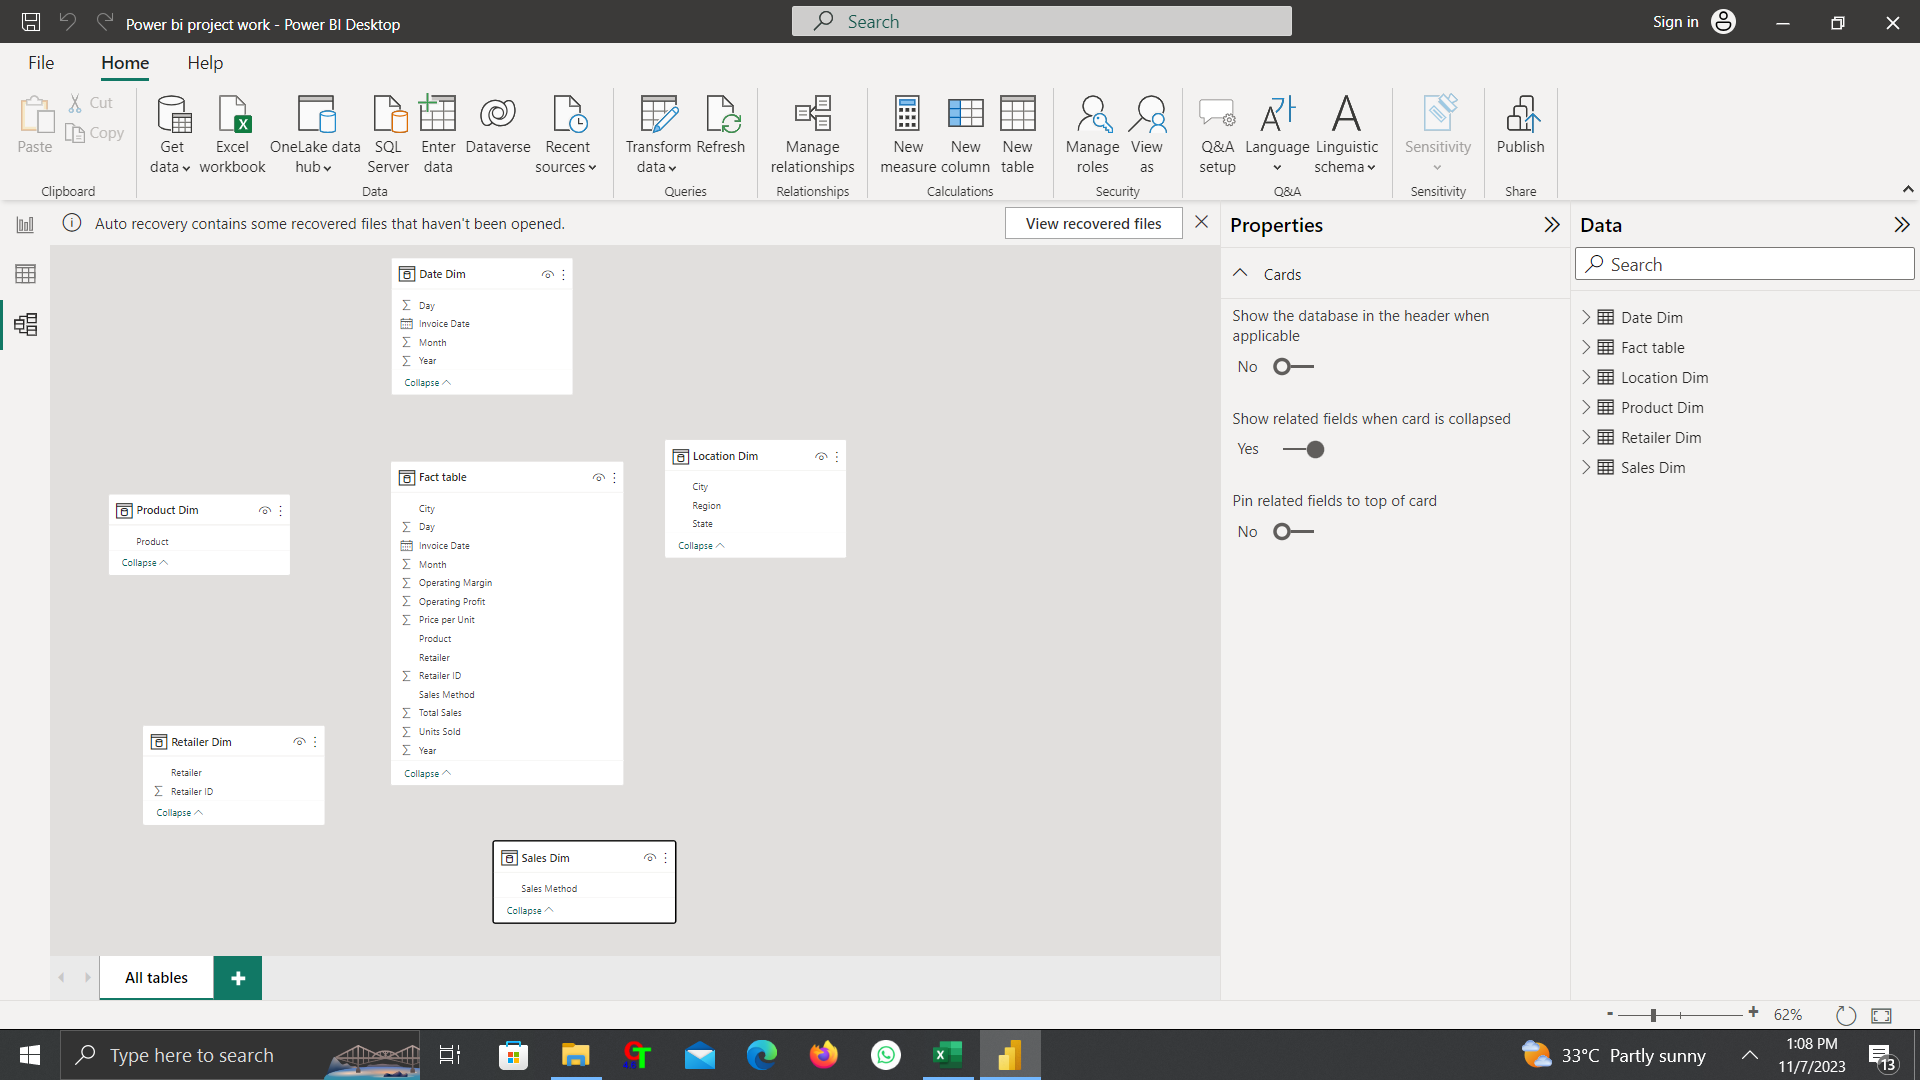 Power bi project work - Power BI Desktop
Search
Sign in
File
Home
Help
Paste
Cut
Copy
Clipboard
Get data
Excel workbook
OneLake data hub
SQL Server
Enter data
Dataverse
Recent sources
Data
Transform data
Refresh
Queries
Manage relationships
Relationships
New measure
New column
New table
Calculations
Manage roles
View as
Security
Q&A setup
Language
Linguistic schema
Q&A
Sensitivity
Sensitivity
Publish
Share
Auto recovery contains some recovered files that haven't been opened.
View recovered files
Date Dim
Day
Invoice Date
Month
Year
Collapse
Fact table
City
Day
Invoice Date
Month
Operating Margin
Operating Profit
Price per Unit
Product
Retailer
Retailer ID
Sales Method
Total Sales
Units Sold
Year
Collapse
Location Dim
City
Region
State
Collapse
Product Dim
Product
Collapse
Retailer Dim
Retailer
Retailer ID
Collapse
Sales Dim
Sales Method
Collapse
All tables
Properties
Cards
Show the database in the header when
applicable
No
Show related fields when card is collapsed
Yes
Pin related fields to top of card
No
Data
Search
Date Dim
Fact table
Location Dim
Product Dim
Retailer Dim
Sales Dim
62%
Type here to search
33°C Partly sunny
1:08 PM
11/7/2023
13